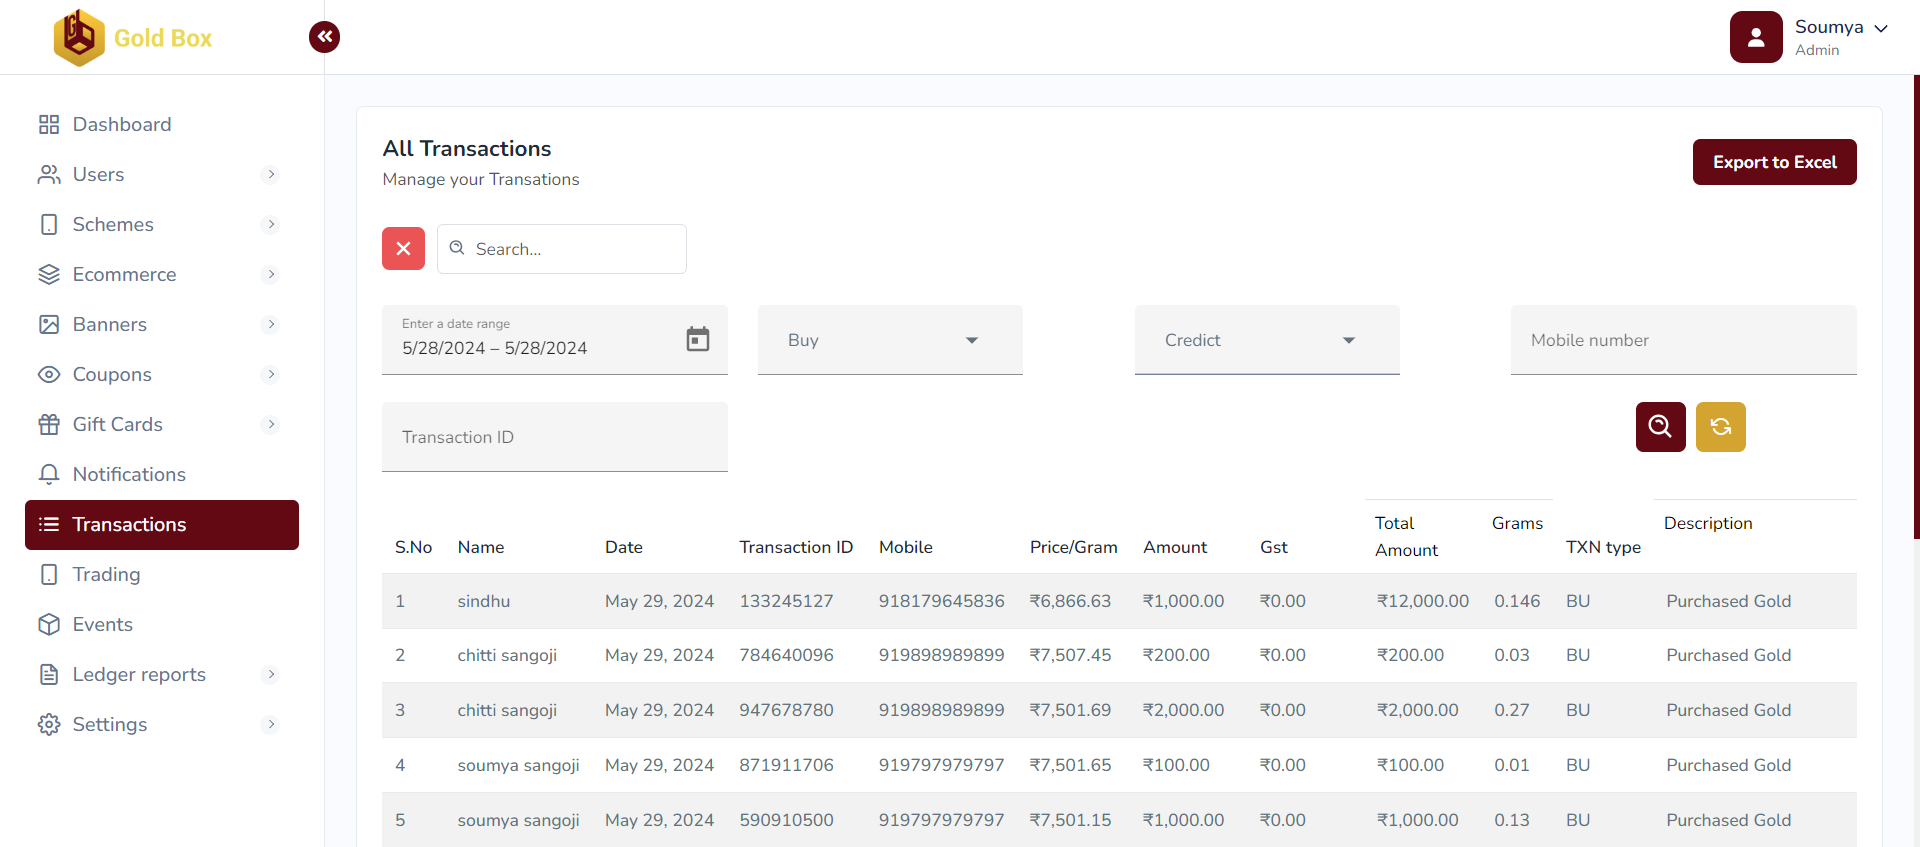 Gold Box
Soumya
Admin
Dashboard
Users
Schemes
Ecommerce
Banners
Coupons
Gift Cards
Notifications
Transactions
Trading
Events
Ledger reports
Settings
All Transactions
Manage your Transations
Export to Excel
Search...
Enter a date range
5/28/2024 – 5/28/2024
Buy
Credict
Mobile number
Transaction ID
S.No Name Date Transaction ID Mobile Price/Gram Amount Gst Total Amount Grams TXN type Description
1 sindhu May 29, 2024 133245127 918179645836 ₹6,866.63 ₹1,000.00 ₹0.00 ₹12,000.00 0.146 BU Purchased Gold
2 chitti sangoji May 29, 2024 784640096 919898989899 ₹7,507.45 ₹200.00 ₹0.00 ₹200.00 0.03 BU Purchased Gold
3 chitti sangoji May 29, 2024 947678780 919898989899 ₹7,501.69 ₹2,000.00 ₹0.00 ₹2,000.00 0.27 BU Purchased Gold
4 soumya sangoji May 29, 2024 871911706 919797979797 ₹7,501.65 ₹100.00 ₹0.00 ₹100.00 0.01 BU Purchased Gold
5 soumya sangoji May 29, 2024 590910500 919797979797 ₹7,501.15 ₹1,000.00 ₹0.00 ₹1,000.00 0.13 BU Purchased Gold